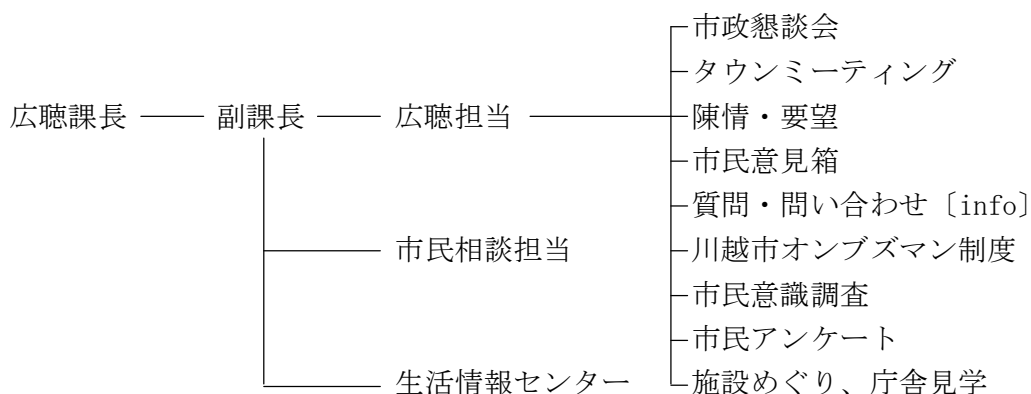 市政懇談会
タウンミーティング
広聴課長 副課長 広聴担当 陳情・要望
市民意見箱
質問・問い合わせ〔info〕
市民相談担当 川越市オンブズマン制度
市民意識調査
市民アンケート
生活情報センター 施設めぐり、庁舎見学